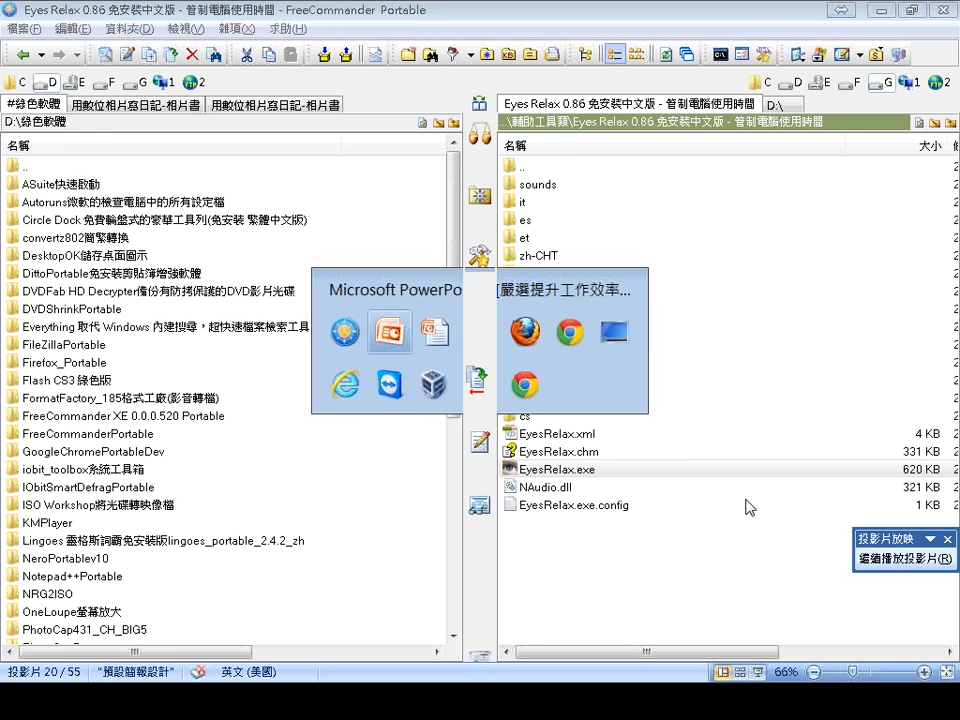 Eyes Relax 0.86 免安裝中文版 - 管制電腦使用時間 - FreeCommander Portable
檔案(F) 編輯(E) 資料夾(D) 檢視(V) 雜項(X) 求助(H)
C D E F G 1 2
C D E F G 1 2
#綠色軟體 用數位相片寫日記-相片書 用數位相片寫日記-相片書
Eyes Relax 0.86 免安裝中文版 - 管制電腦使用時間 D:\
D:\綠色軟體
..\輔助工具類\Eyes Relax 0.86 免安裝中文版 - 管制電腦使用時間
名稱
名稱 大小
..
ASuite快速啟動
Autoruns微軟的檢查電腦中的所有設定檔
Circle Dock 免費輪盤式的豪華工具列(免安裝 繁體中文版)
convertz802簡繁轉換
DesktopOK儲存桌面圖示
DittoPortable免安裝剪貼簿增強軟體
DVDFab HD Decrypter備份有防拷保護的DVD影片光碟
DVDShrinkPortable
Everything 取代 Windows 內建搜尋，超快速檔案檢索工具
FileZillaPortable
Firefox_Portable
Flash CS3 綠色版
FormatFactory_185格式工廠(影音轉檔)
FreeCommander XE 0.0.520 Portable
FreeCommanderPortable
GoogleChromePortableDev
iobit_toolbox系統工具箱
IObitSmartDefragPortable
ISO Workshop將光碟轉映像檔
KMPlayer
Lingoes 靈格斯詞霸免安裝版lingoes_portable_2.4.2_zh
NeroPortablev10
Notepad++Portable
NRG2ISO
OneLoupe螢幕放大
PhotoCap431_CH_BIG5
..
sounds
it
es
et
zh-CHT
Microsoft PowerPo
[嚴選提升工作效率...
cs
EyesRelax.xml 4 KB
EyesRelax.chm 331 KB
EyesRelax.exe 620 KB
NAudio.dll 321 KB
EyesRelax.exe.config 1 KB
投影片放映
繼續播放投影片(R)
投影片 20 / 55 "預設簡報設計" 英文 (美國) 66%